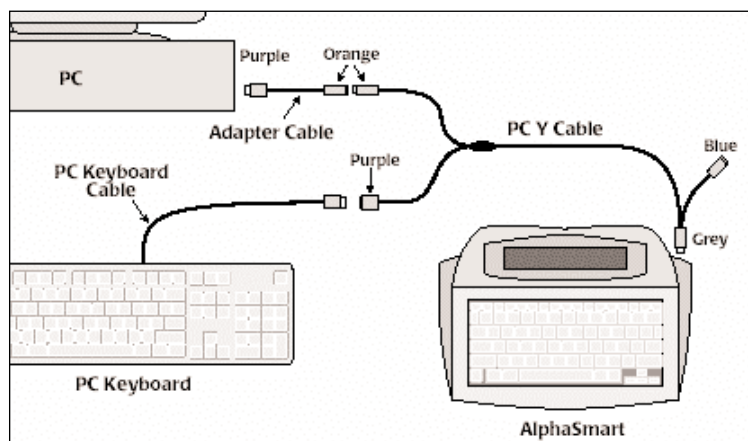 Purple
Orange
PC
Adapter Cable
PC Y Cable
Blue
PC Keyboard
Cable
Purple
Grey
PC Keyboard
AlphaSmart